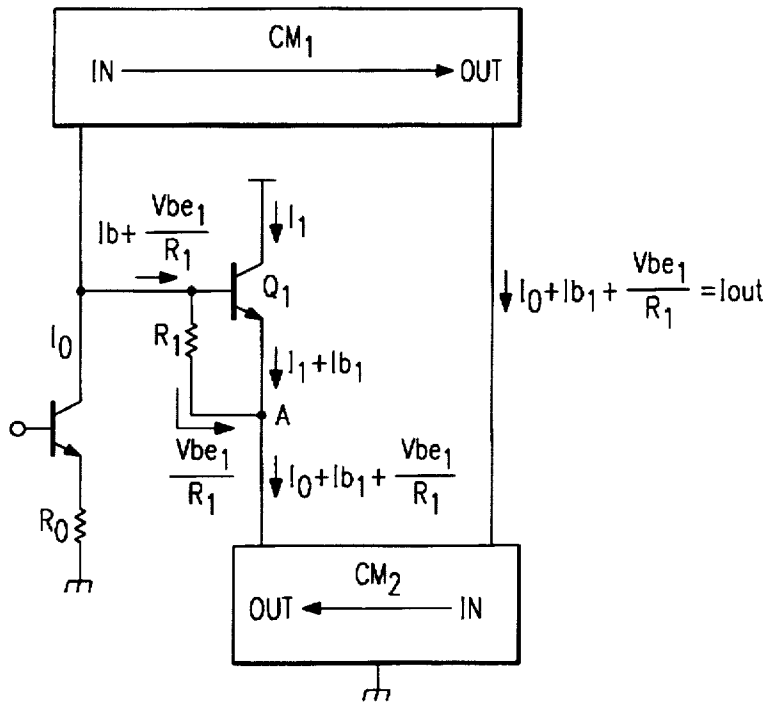 CM₁
IN OUT
Ib+ Vbe₁/R₁
I₁
Q₁
I₀+Ib₁+ Vbe₁/R₁ =Iout
R₁
I₀
I₁+Ib₁
A
Vbe₁/R₁
I₀+Ib₁+ Vbe₁/R₁
R₀
CM₂
OUT IN